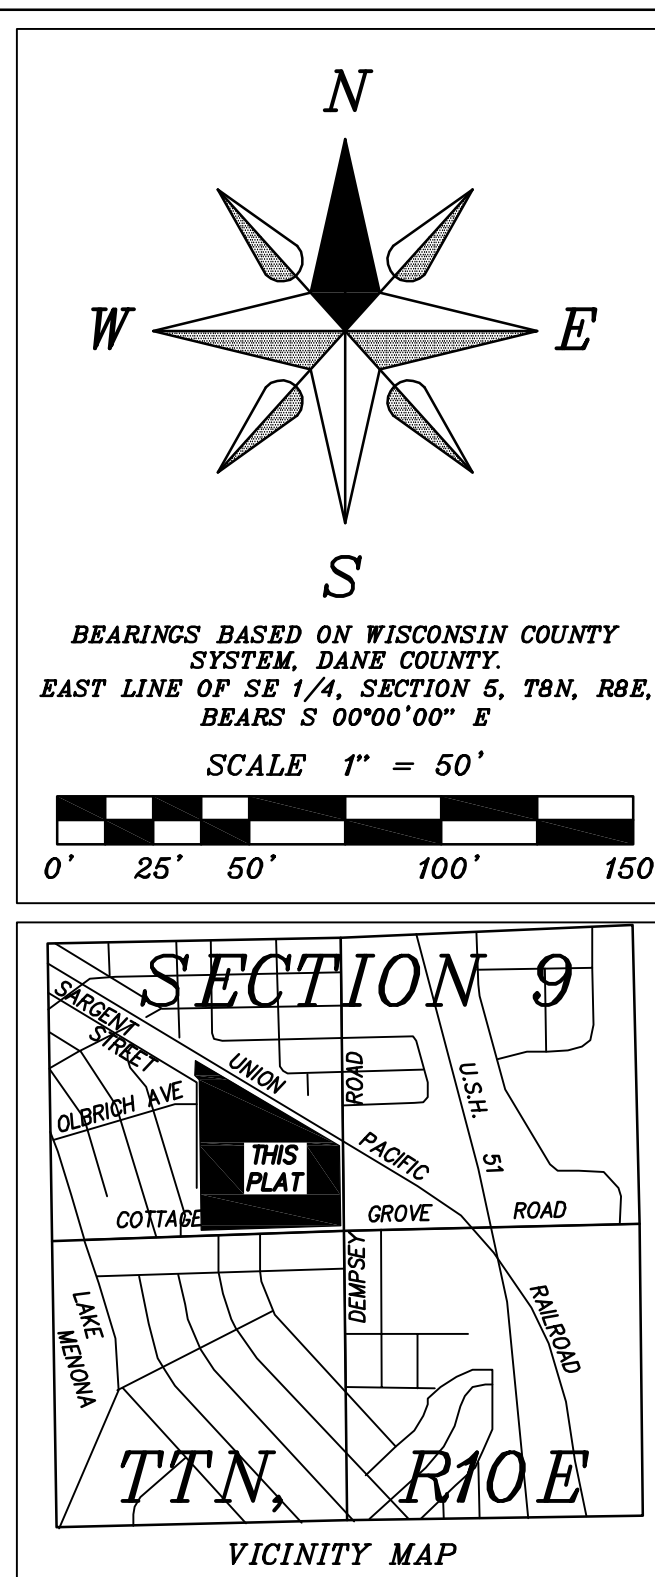 N
W
E
S
BEARINGS BASED ON WISCONSIN COUNTY
SYSTEM, DANE COUNTY.
EAST LINE OF SE 1/4, SECTION 5, T8N, R8E,
BEARS S 00°00'00" E
SCALE 1" = 50'
0' 25' 50' 100' 150
SECTION 9
SARGENT
STREET
UNION
ROAD
U.S.H. 51
OLBRICH AVE
PACIFIC
THIS
PLAT
COTTAGE
GROVE
ROAD
DEMPSEY
LAKE
MENONA
RAILROAD
TTN, R10E
VICINITY MAP